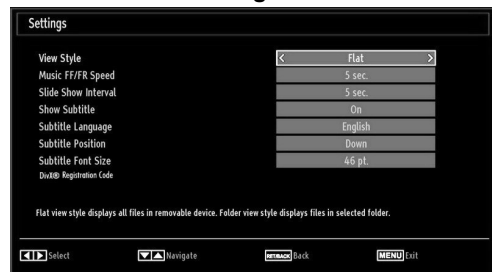 Settings
View Style < Flat >
Music FF/FR Speed 5 sec.
Slide Show Interval 5 sec.
Show Subtitle On
Subtitle Language English
Subtitle Position Down
Subtitle Font Size 46 pt.
DivX® Registration Code
Flat view style displays all files in removable device. Folder view style displays files in selected folder.
Select Navigate RET/BACK Back MENU Exit